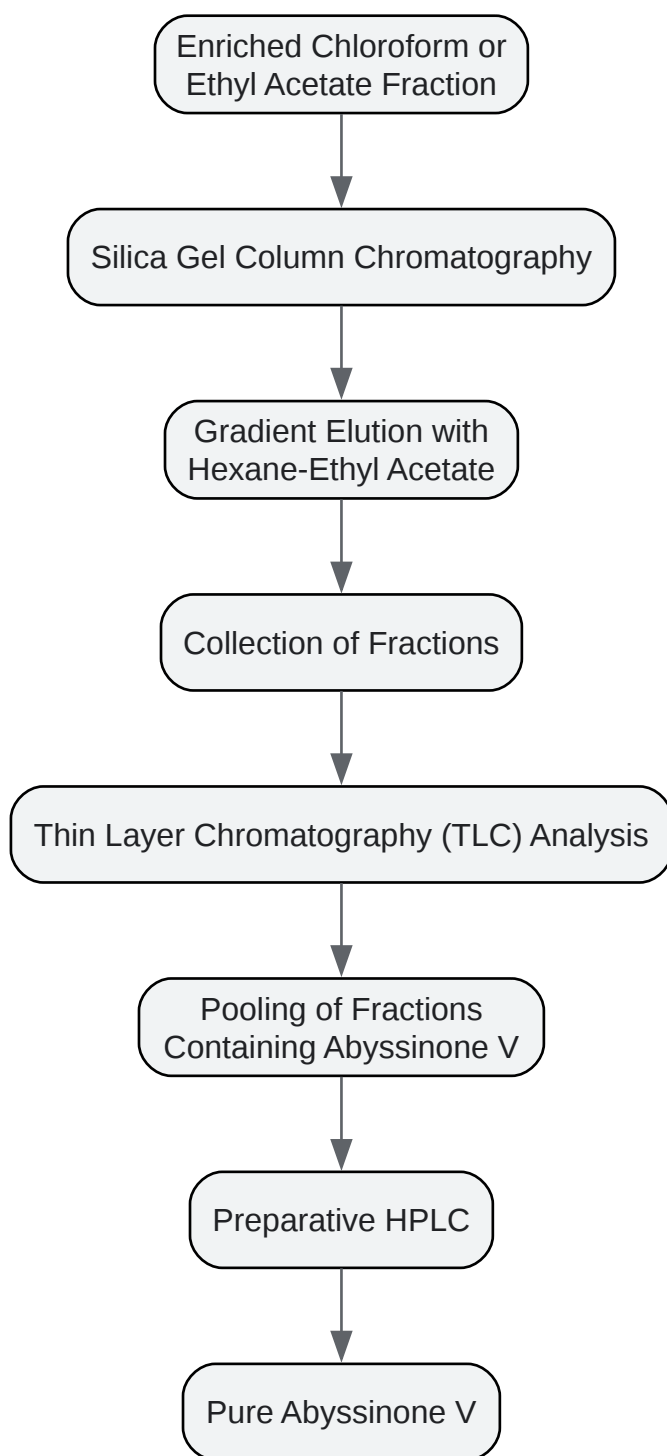 Enriched Chloroform or
Ethyl Acetate Fraction
Silica Gel Column Chromatography
Gradient Elution with
Hexane-Ethyl Acetate
Collection of Fractions
Thin Layer Chromatography (TLC) Analysis
Pooling of Fractions
Containing Abyssinone V
Preparative HPLC
Pure Abyssinone V